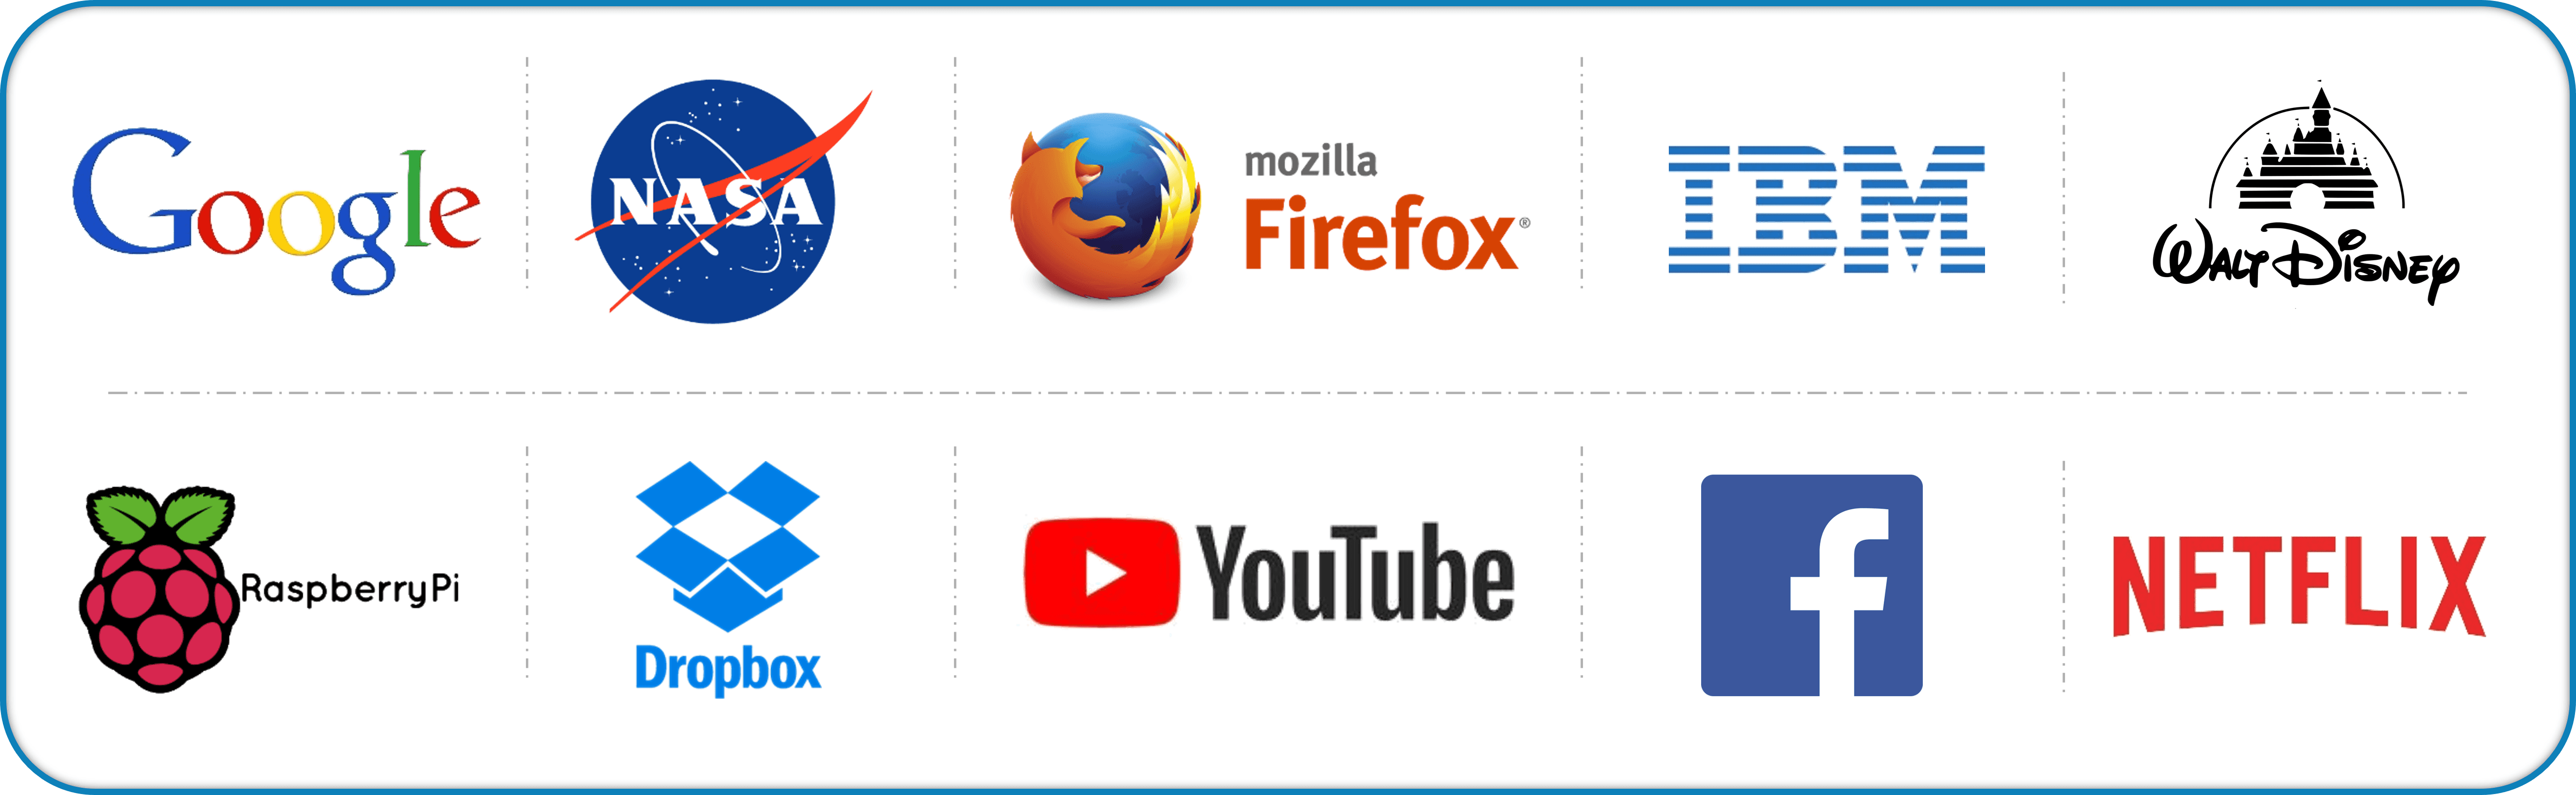 Google
NASA
mozilla
Firefox®
IBM
WALT DISNEY
RaspberryPi
Dropbox
YouTube
f
NETFLIX